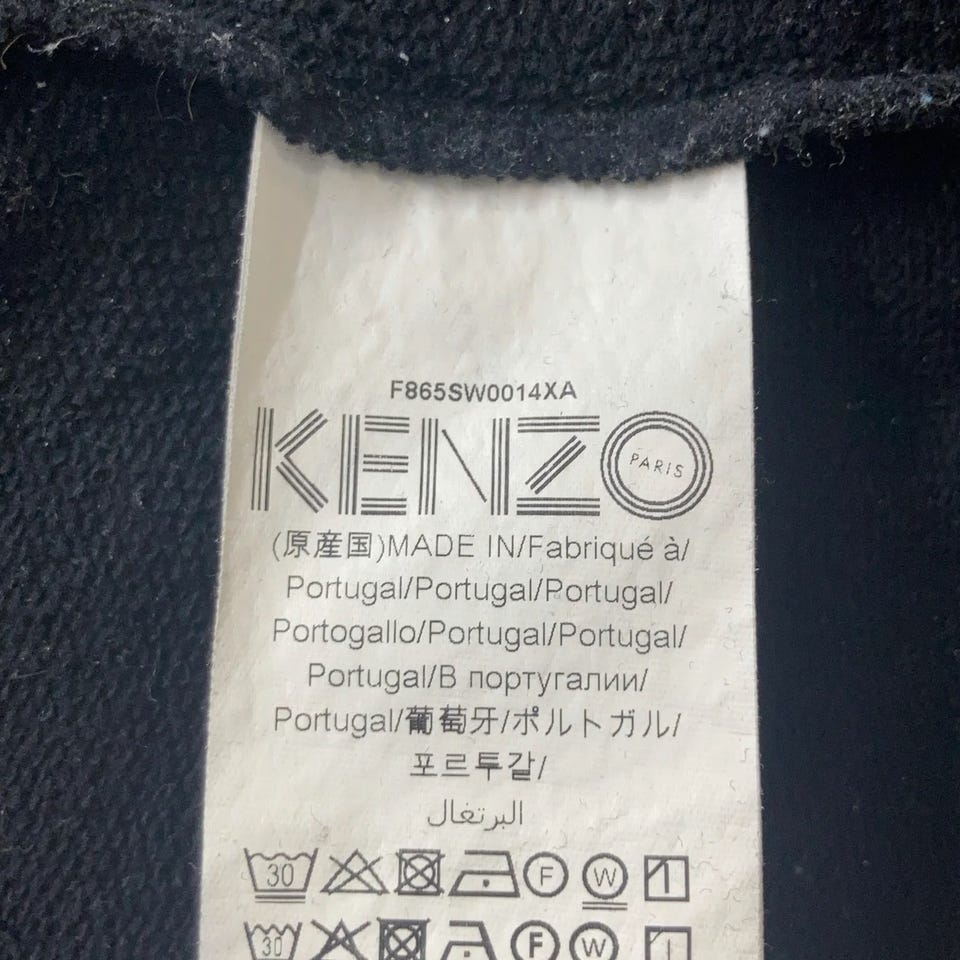 F865SW0014XA
KENZO PARIS
(原産国)MADE IN/Fabriqué à/
Portugal/Portugal/Portugal/
Portogallo/Portugal/Portugal/
Portugal/В португалии/
Portugal/葡萄牙/ポルトガル/
포르투갈/
البرتغال
30 F W
30 F W